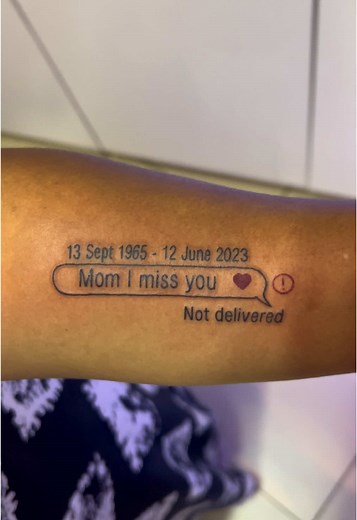 13 Sept 1965 - 12 June 2023
Mom I miss you ❤ !
Not delivered